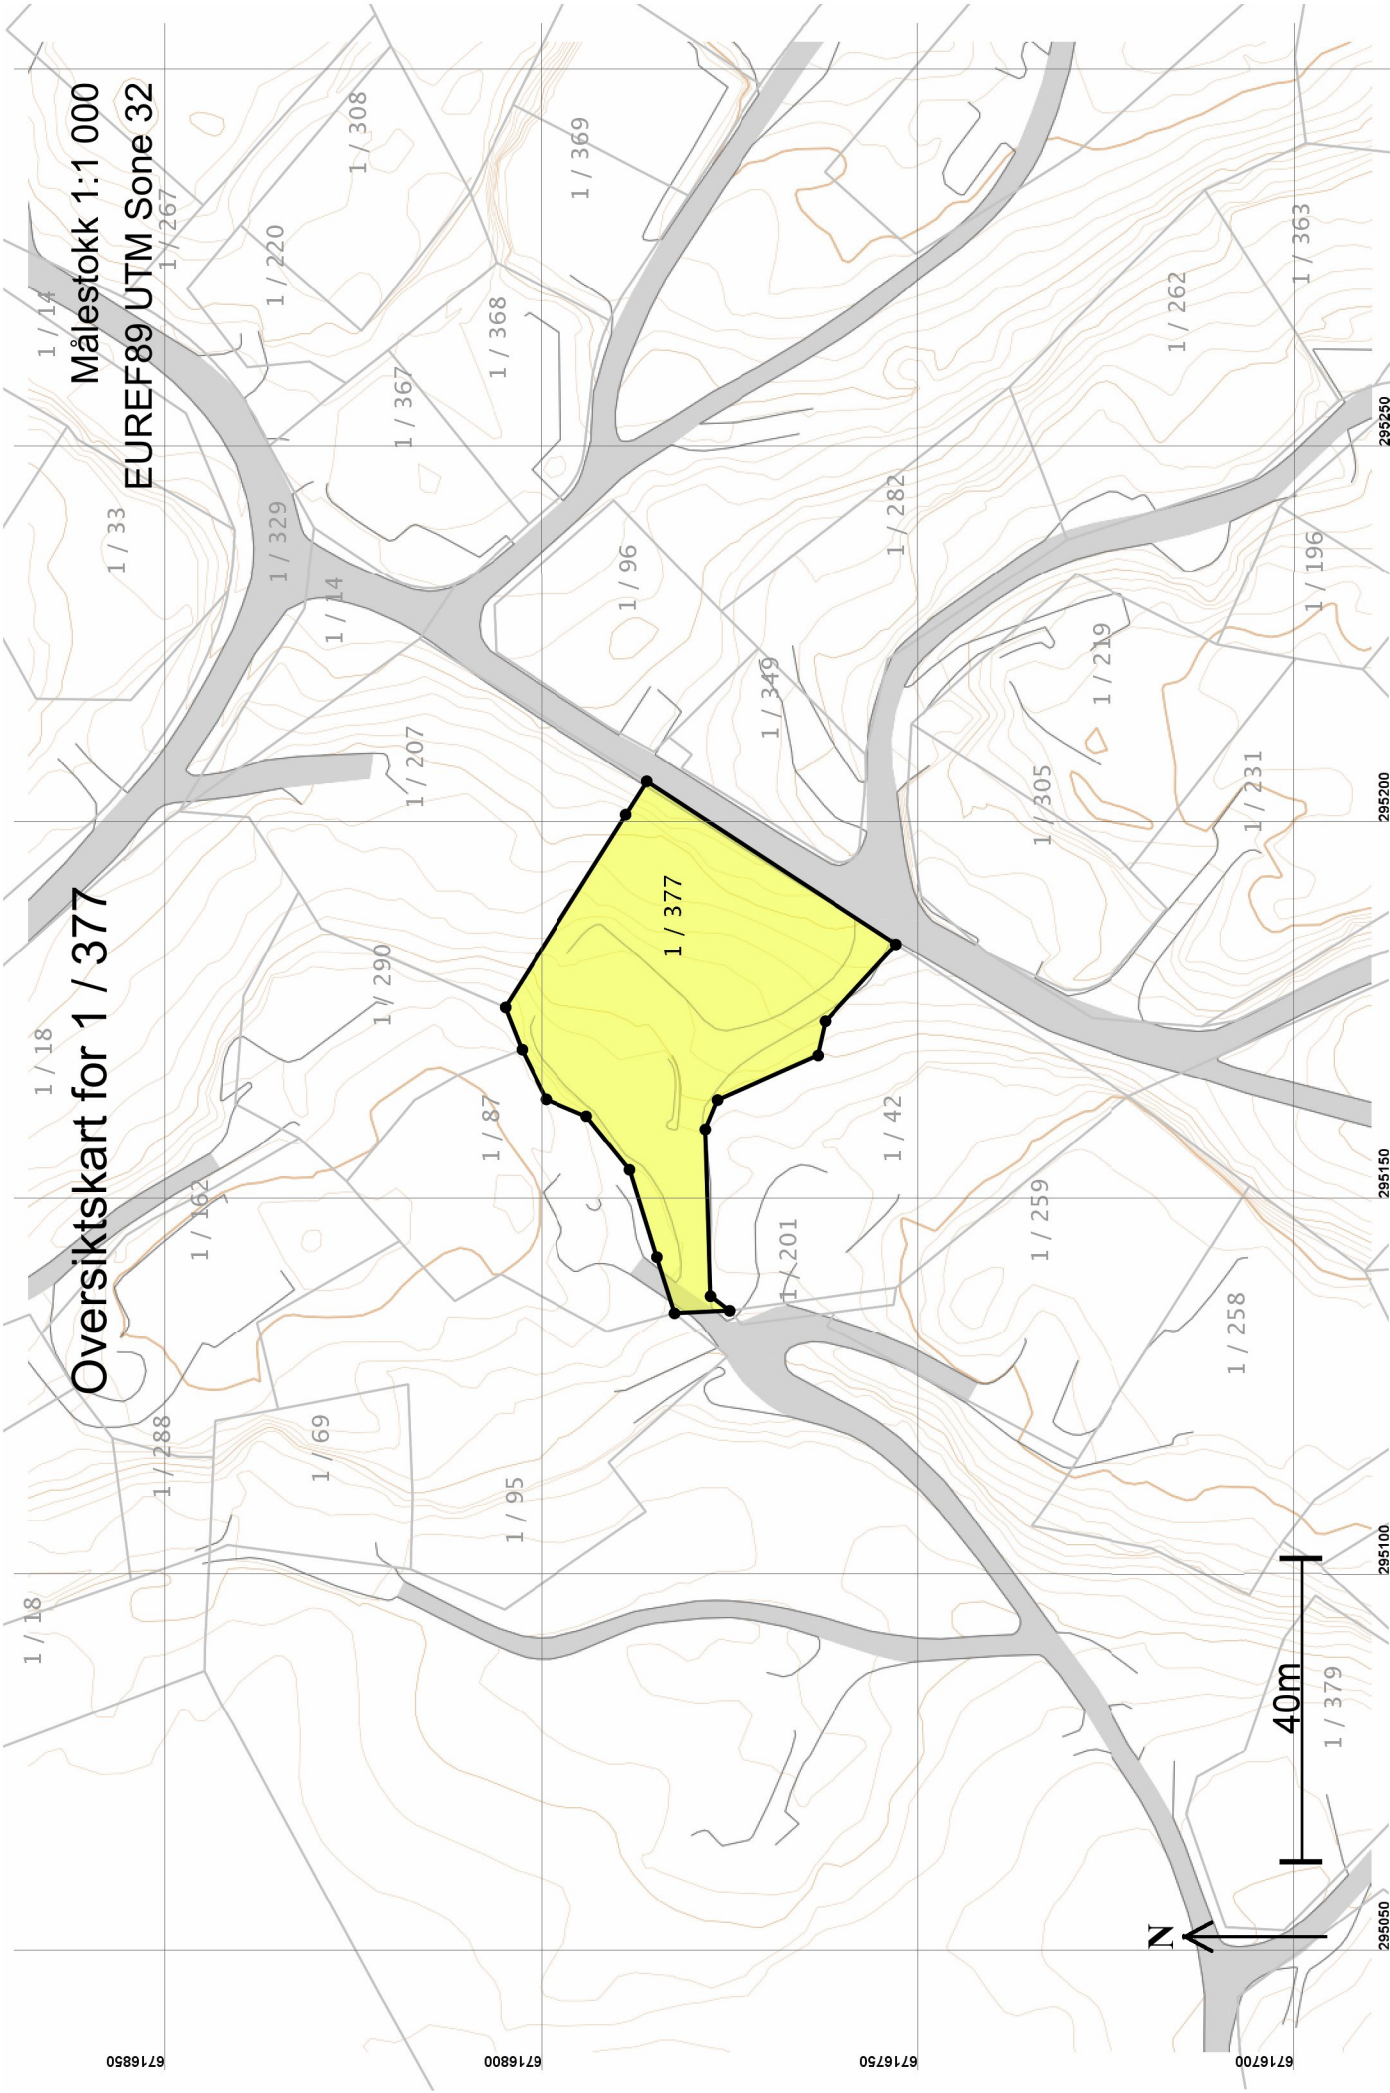 Oversiktskart for 1 / 377
Målestokk 1:1 000
EUREF89 UTM Sone 32
1 / 18
1 / 18
1 / 14
1 / 33
1 / 267
1 / 308
1 / 220
1 / 329
1 / 14
1 / 367
1 / 368
1 / 369
1 / 207
1 / 290
1 / 162
1 / 288
1 / 69
1 / 87
1 / 95
1 / 96
1 / 377
1 / 349
1 / 282
1 / 42
1 / 201
1 / 262
1 / 363
1 / 219
1 / 305
1 / 196
1 / 231
1 / 259
1 / 258
1 / 379
N
40m
6716850
6716800
6716750
6716700
295050
295100
295150
295200
295250